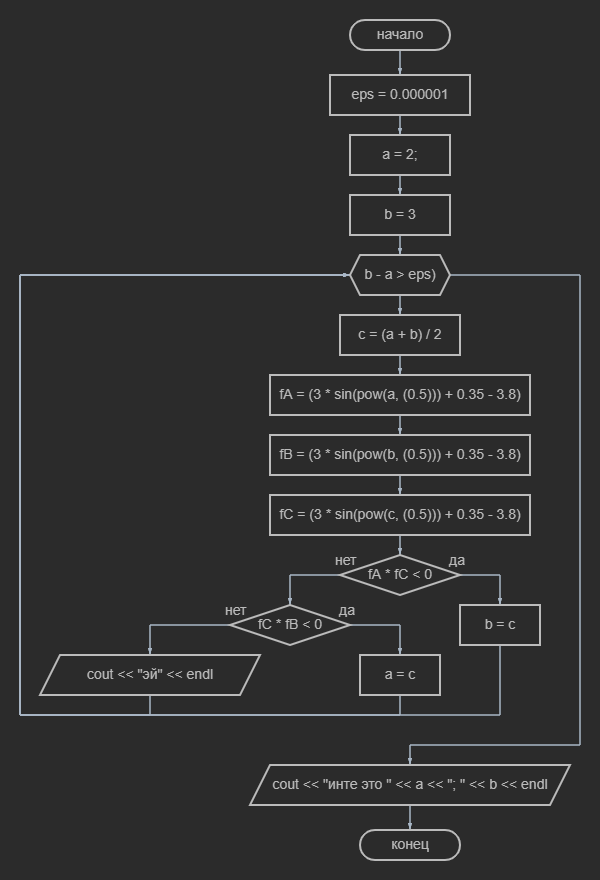 начало
eps = 0.000001
a = 2;
b = 3
b - a > eps)
c = (a + b) / 2
fA = (3 * sin(pow(a, (0.5))) + 0.35 - 3.8)
fB = (3 * sin(pow(b, (0.5))) + 0.35 - 3.8)
fC = (3 * sin(pow(c, (0.5))) + 0.35 - 3.8)
нет
да
fA * fC < 0
нет
да
fC * fB < 0
b = c
cout << "эй" << endl
a = c
cout << "инте это " << a << "; " << b << endl
конец